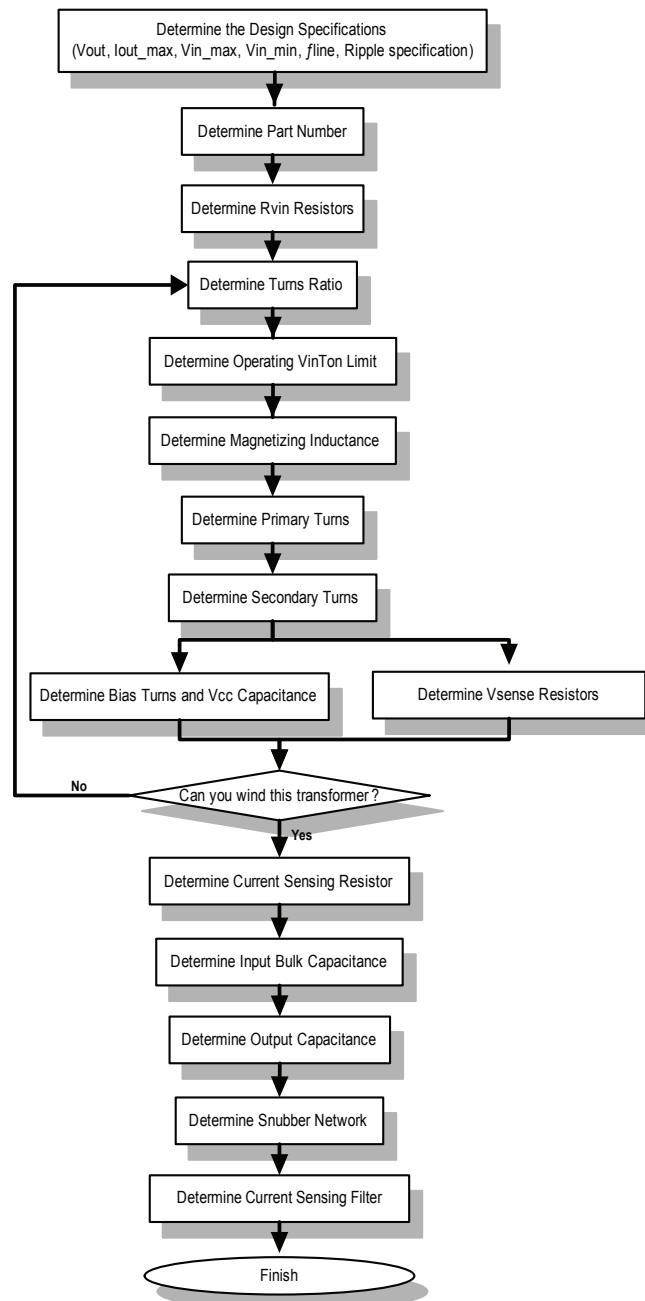 Determine the Design Specifications
(Vout, Iout_max, Vin_max, Vin_min, ƒline, Ripple specification)
Determine Part Number
Determine Rvin Resistors
Determine Turns Ratio
Determine Operating VinTon Limit
Determine Magnetizing Inductance
Determine Primary Turns
Determine Secondary Turns
Determine Bias Turns and Vcc Capacitance
Determine Vsense Resistors
No
Can you wind this transformer?
Yes
Determine Current Sensing Resistor
Determine Input Bulk Capacitance
Determine Output Capacitance
Determine Snubber Network
Determine Current Sensing Filter
Finish